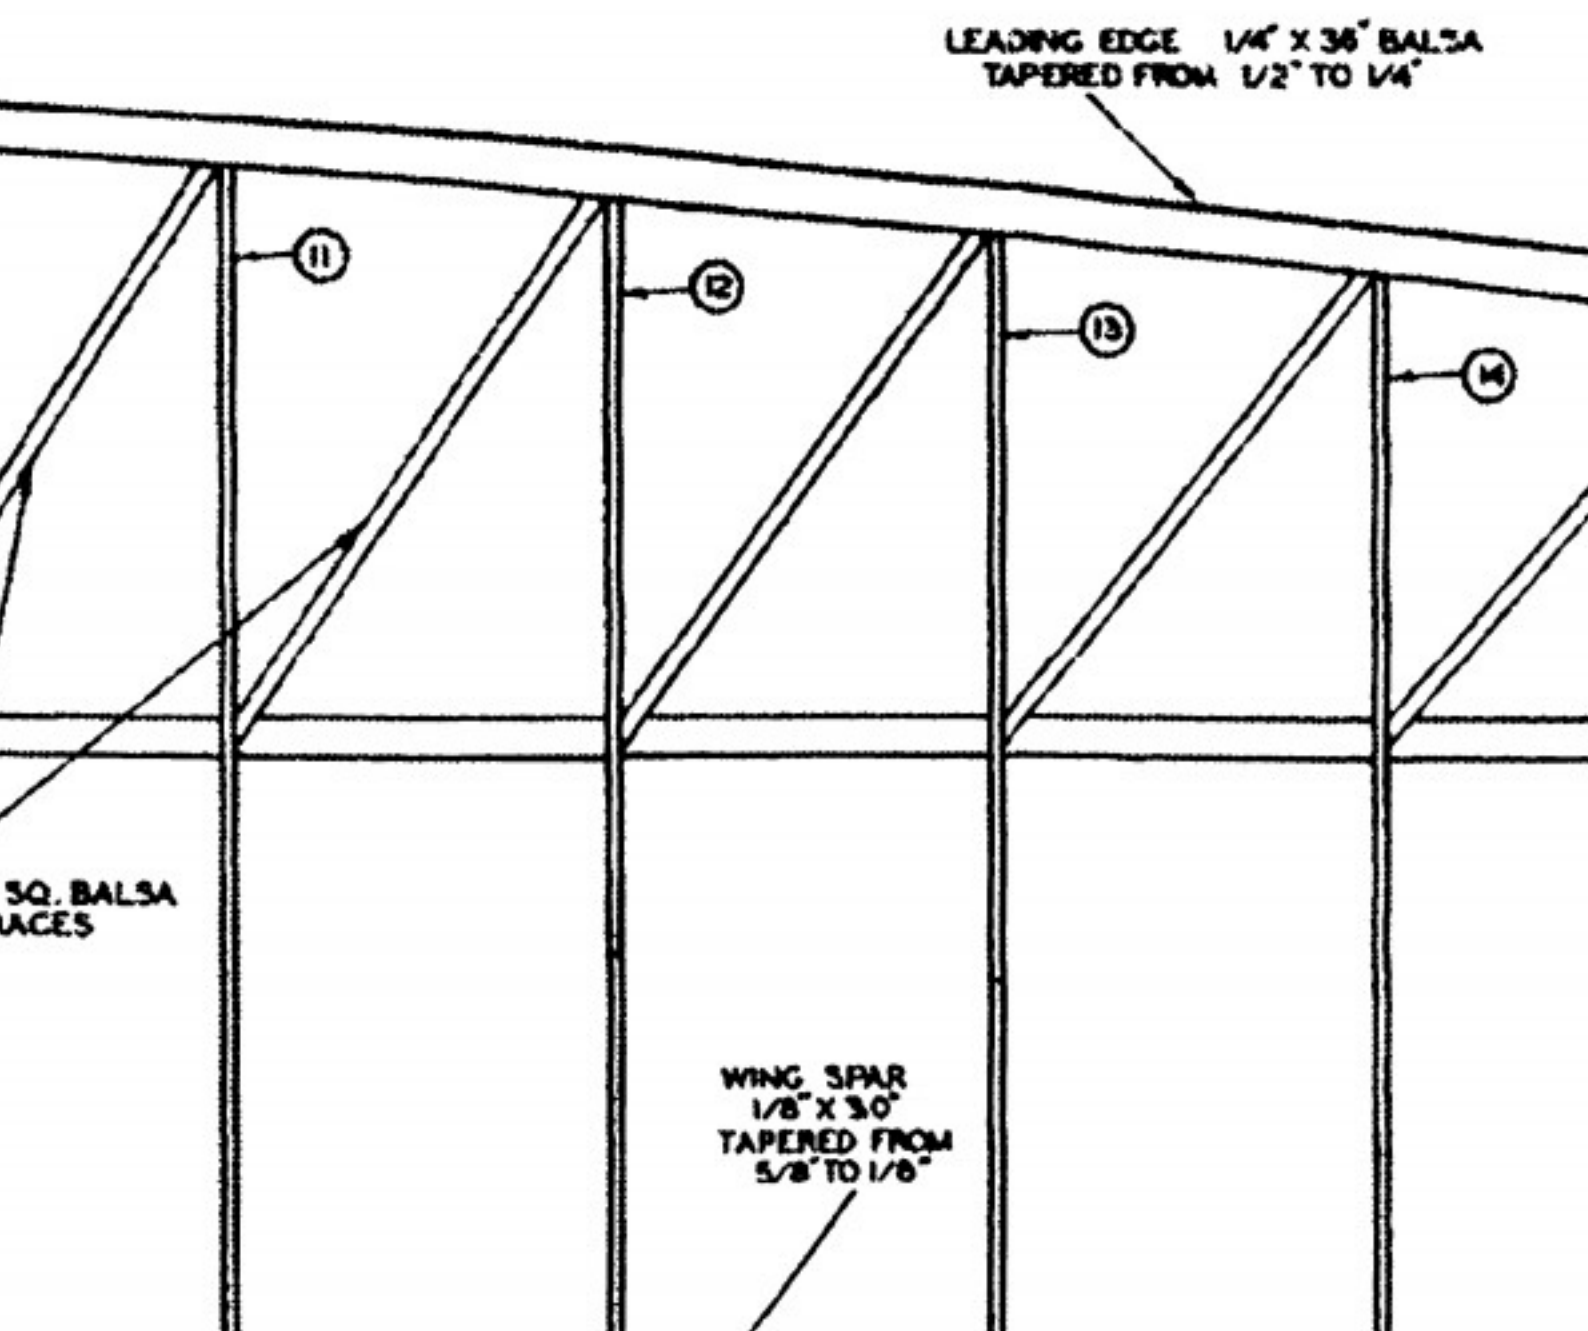 LEADING EDGE 1/4" X 36" BALSA
TAPERED FROM 1/2" TO 1/4"
11
12
13
14
SQ. BALSA
WING SPAR
1/8" X 30"
TAPERED FROM
5/8" TO 1/8"